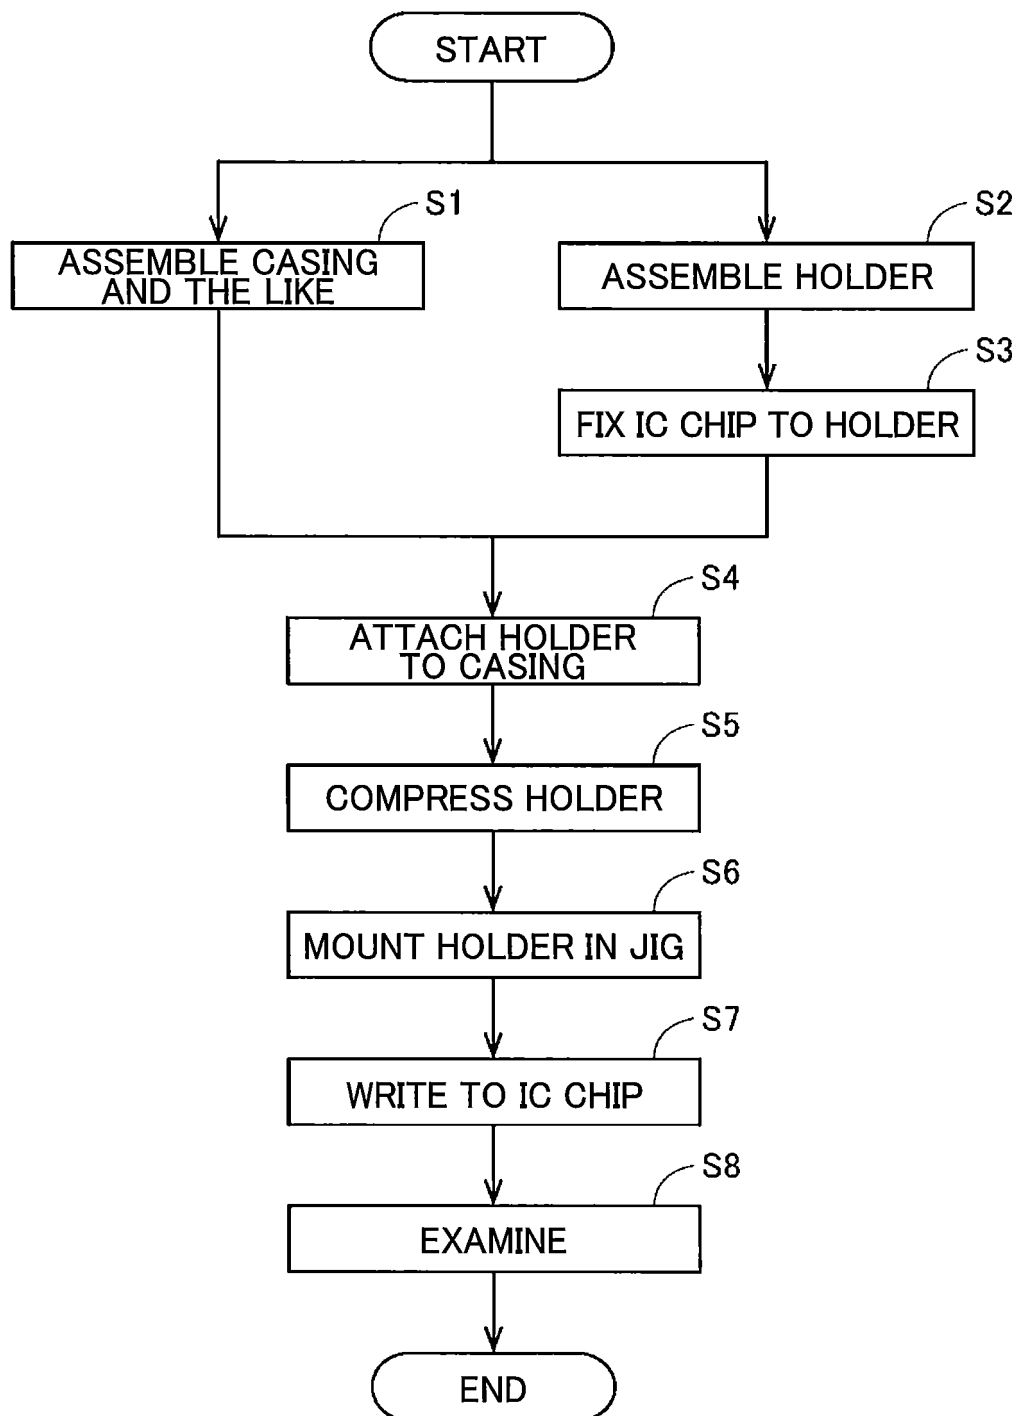 START
S1
ASSEMBLE CASING
AND THE LIKE
S2
ASSEMBLE HOLDER
S3
FIX IC CHIP TO HOLDER
S4
ATTACH HOLDER
TO CASING
S5
COMPRESS HOLDER
S6
MOUNT HOLDER IN JIG
S7
WRITE TO IC CHIP
S8
EXAMINE
END